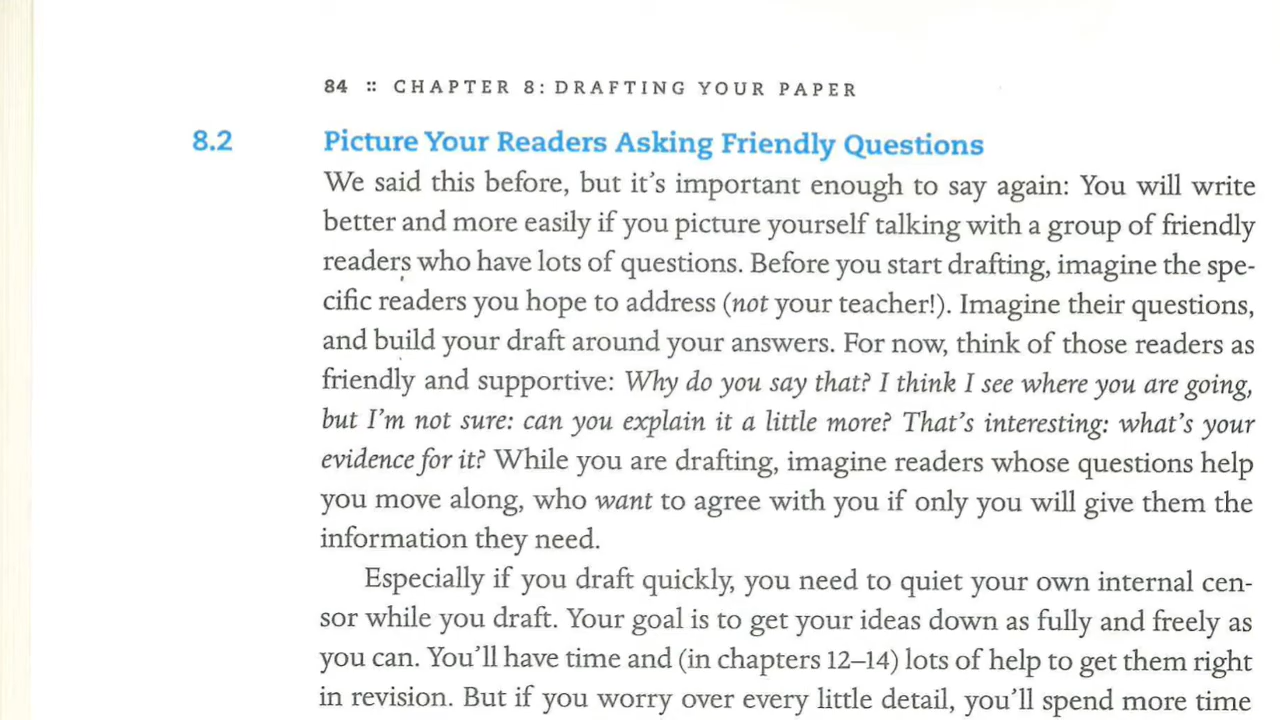 84 :: CHAPTER 8: DRAFTING YOUR PAPER
8.2 Picture Your Readers Asking Friendly Questions
We said this before, but it's important enough to say again: You will write
better and more easily if you picture yourself talking with a group of friendly
readers who have lots of questions. Before you start drafting, imagine the spe-
cific readers you hope to address (not your teacher!). Imagine their questions,
and build your draft around your answers. For now, think of those readers as
friendly and supportive: Why do you say that? I think I see where you are going,
but I'm not sure: can you explain it a little more? That's interesting: what's your
evidence for it? While you are drafting, imagine readers whose questions help
you move along, who want to agree with you if only you will give them the
information they need.
Especially if you draft quickly, you need to quiet your own internal cen-
sor while you draft. Your goal is to get your ideas down as fully and freely as
you can. You'll have time and (in chapters 12–14) lots of help to get them right
in revision. But if you worry over every little detail, you'll spend more time